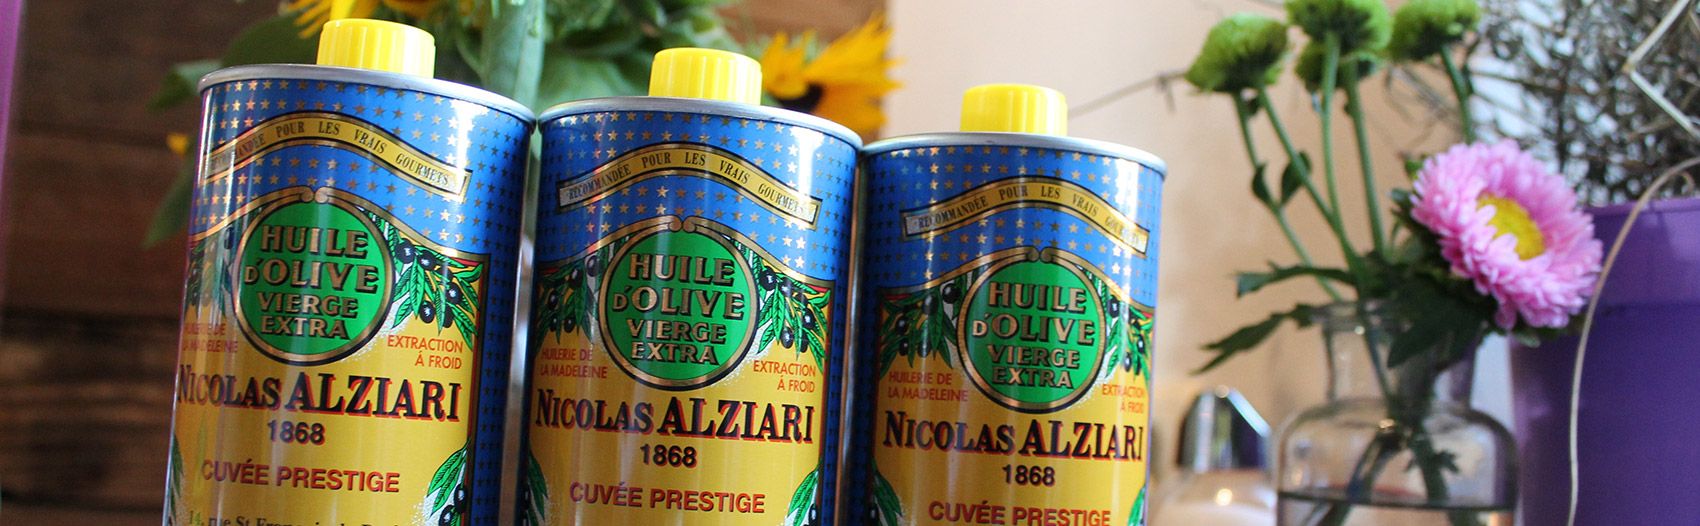 RECOMMANDÉE POUR LES VRAIS GOURMETS
HUILE
D'OLIVE
VIERGE
EXTRA
LA MADELEINE
EXTRACTION
À FROID
NICOLAS ALZIARI
1868
CUVÉE PRESTIGE
14, rue St
RECOMMANDÉE POUR LES VRAIS GOURMETS
HUILE
D'OLIVE
VIERGE
EXTRA
HUILERIE DE
LA MADELEINE
EXTRACTION
À FROID
NICOLAS ALZIARI
1868
CUVÉE PRESTIGE
RECOMMANDÉE POUR LES VRAIS GOURMETS
HUILE
D'OLIVE
VIERGE
EXTRA
HUILERIE DE
LA MADELEINE
EXTRACTION
À FROID
NICOLAS ALZIARI
1868
CUVÉE PRESTIGE